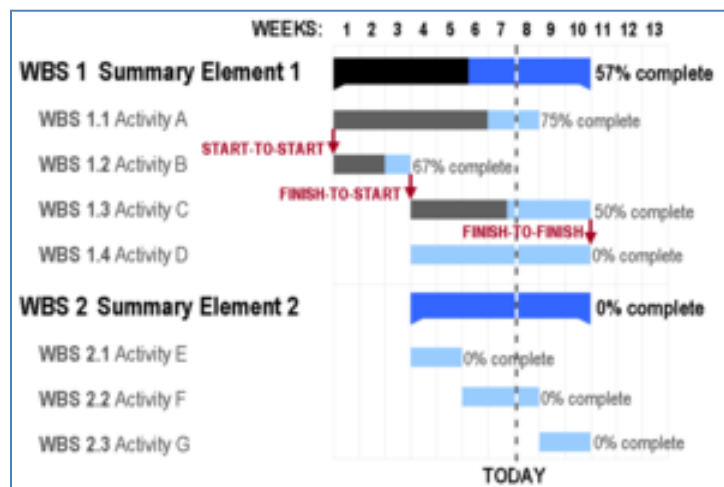 WEEKS: 1 2 3 4 5 6 7 8 9 10 11 12 13
WBS 1 Summary Element 1 57% complete
WBS 1.1 Activity A 75% complete
START-TO-START
WBS 1.2 Activity B 67% complete
FINISH-TO-START
WBS 1.3 Activity C 50% complete
FINISH-TO-FINISH
WBS 1.4 Activity D 0% complete
WBS 2 Summary Element 2 0% complete
WBS 2.1 Activity E 0% complete
WBS 2.2 Activity F 0% complete
WBS 2.3 Activity G 0% complete
TODAY